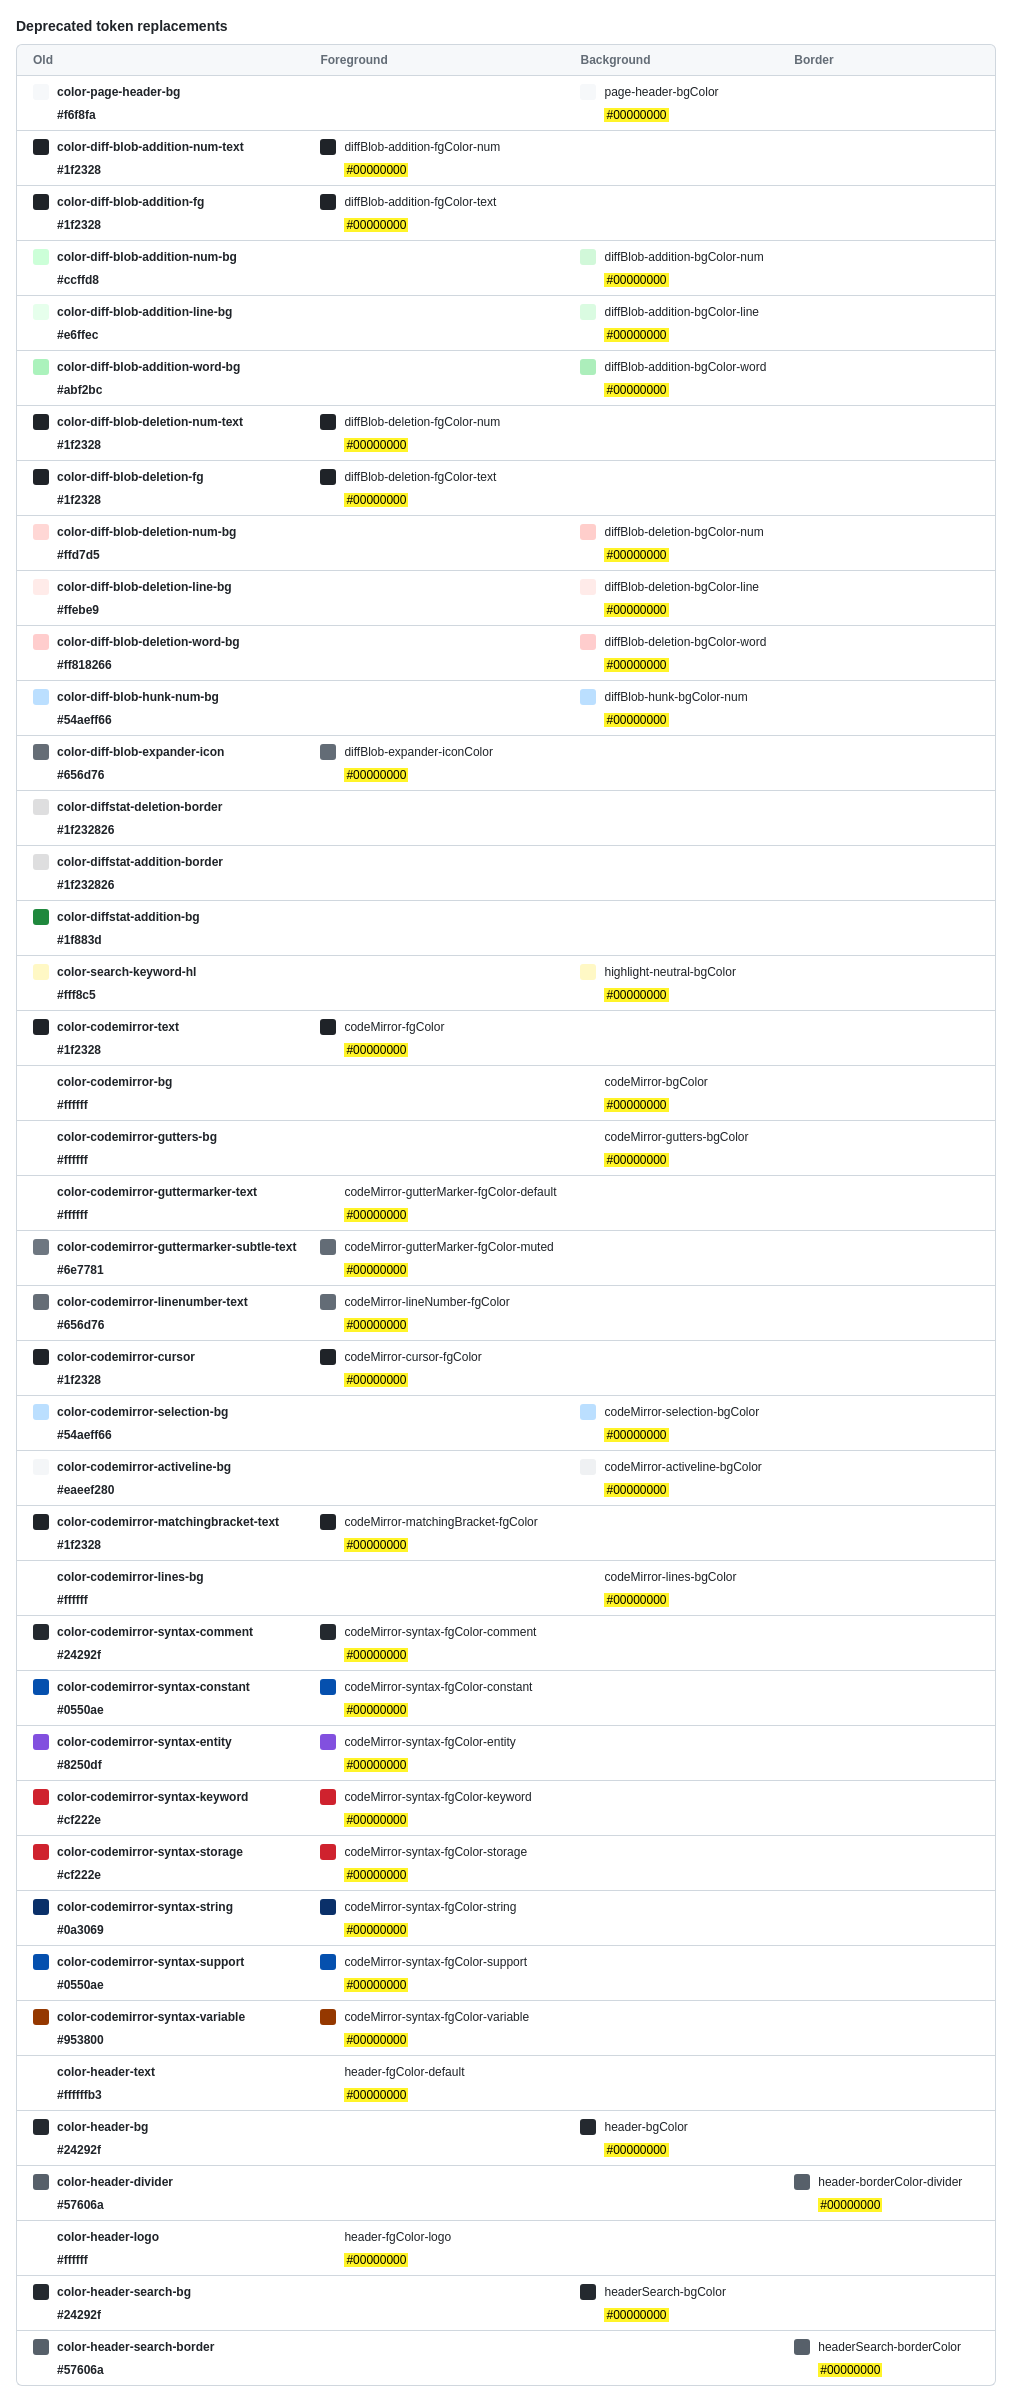 Deprecated token replacements
Old Foreground Background Border
color-page-header-bg page-header-bgColor
#f6f8fa #00000000
color-diff-blob-addition-num-text diffBlob-addition-fgColor-num
#1f2328 #00000000
color-diff-blob-addition-fg diffBlob-addition-fgColor-text
#1f2328 #00000000
color-diff-blob-addition-num-bg diffBlob-addition-bgColor-num
#ccffd8 #00000000
color-diff-blob-addition-line-bg diffBlob-addition-bgColor-line
#e6ffec #00000000
color-diff-blob-addition-word-bg diffBlob-addition-bgColor-word
#abf2bc #00000000
color-diff-blob-deletion-num-text diffBlob-deletion-fgColor-num
#1f2328 #00000000
color-diff-blob-deletion-fg diffBlob-deletion-fgColor-text
#1f2328 #00000000
color-diff-blob-deletion-num-bg diffBlob-deletion-bgColor-num
#ffd7d5 #00000000
color-diff-blob-deletion-line-bg diffBlob-deletion-bgColor-line
#ffebe9 #00000000
color-diff-blob-deletion-word-bg diffBlob-deletion-bgColor-word
#ff818266 #00000000
color-diff-blob-hunk-num-bg diffBlob-hunk-bgColor-num
#54aeff66 #00000000
color-diff-blob-expander-icon diffBlob-expander-iconColor
#656d76 #00000000
color-diffstat-deletion-border
#1f232826
color-diffstat-addition-border
#1f232826
color-diffstat-addition-bg
#1f883d
color-search-keyword-hl highlight-neutral-bgColor
#fff8c5 #00000000
color-codemirror-text codeMirror-fgColor
#1f2328 #00000000
color-codemirror-bg codeMirror-bgColor
#ffffff #00000000
color-codemirror-gutters-bg codeMirror-gutters-bgColor
#ffffff #00000000
color-codemirror-guttermarker-text codeMirror-gutterMarker-fgColor-default
#ffffff #00000000
color-codemirror-guttermarker-subtle-text codeMirror-gutterMarker-fgColor-muted
#6e7781 #00000000
color-codemirror-linenumber-text codeMirror-lineNumber-fgColor
#656d76 #00000000
color-codemirror-cursor codeMirror-cursor-fgColor
#1f2328 #00000000
color-codemirror-selection-bg codeMirror-selection-bgColor
#54aeff66 #00000000
color-codemirror-activeline-bg codeMirror-activeline-bgColor
#eaeef280 #00000000
color-codemirror-matchingbracket-text codeMirror-matchingBracket-fgColor
#1f2328 #00000000
color-codemirror-lines-bg codeMirror-lines-bgColor
#ffffff #00000000
color-codemirror-syntax-comment codeMirror-syntax-fgColor-comment
#24292f #00000000
color-codemirror-syntax-constant codeMirror-syntax-fgColor-constant
#0550ae #00000000
color-codemirror-syntax-entity codeMirror-syntax-fgColor-entity
#8250df #00000000
color-codemirror-syntax-keyword codeMirror-syntax-fgColor-keyword
#cf222e #00000000
color-codemirror-syntax-storage codeMirror-syntax-fgColor-storage
#cf222e #00000000
color-codemirror-syntax-string codeMirror-syntax-fgColor-string
#0a3069 #00000000
color-codemirror-syntax-support codeMirror-syntax-fgColor-support
#0550ae #00000000
color-codemirror-syntax-variable codeMirror-syntax-fgColor-variable
#953800 #00000000
color-header-text header-fgColor-default
#ffffffb3 #00000000
color-header-bg header-bgColor
#24292f #00000000
color-header-divider header-borderColor-divider
#57606a #00000000
color-header-logo header-fgColor-logo
#ffffff #00000000
color-header-search-bg headerSearch-bgColor
#24292f #00000000
color-header-search-border headerSearch-borderColor
#57606a #00000000